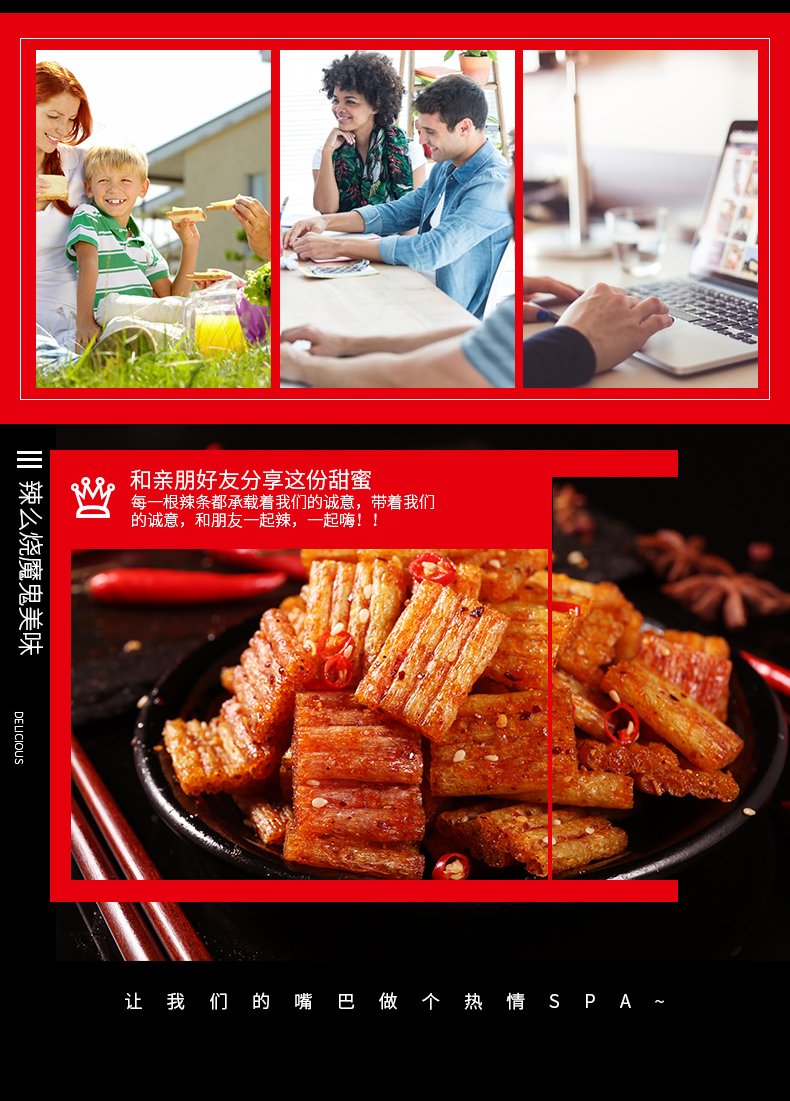 和亲朋好友分享这份甜蜜
每一根辣条都承载着我们的诚意，带着我们
的诚意，和朋友一起辣，一起嗨！！
辣么烧魔鬼美味
DELICIOUS
让我们的嘴巴做个热情SPA~